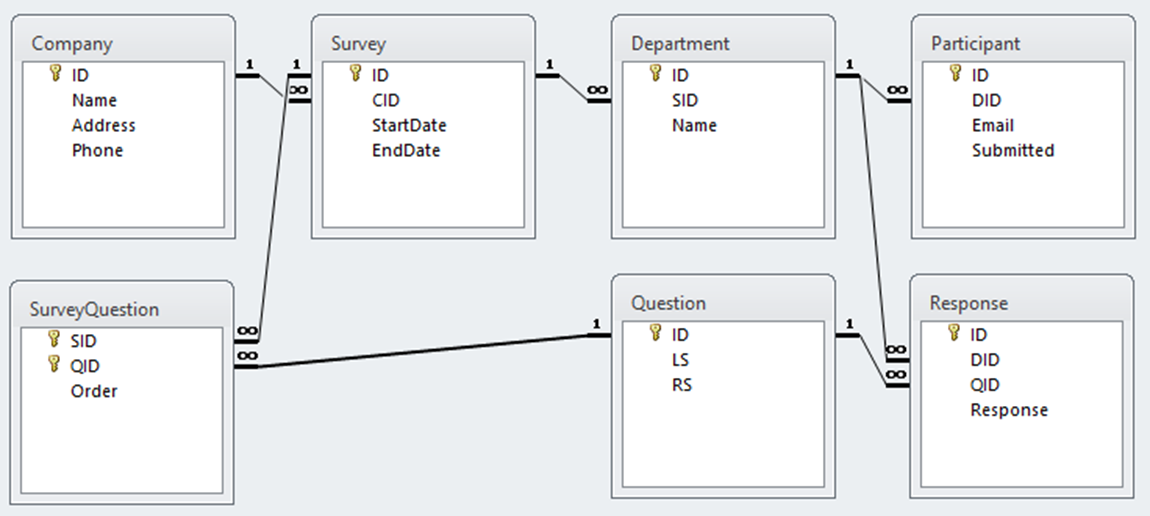 Company
ID
Name
Address
Phone
1
1
∞
Survey
ID
CID
StartDate
EndDate
1
∞
Department
ID
SID
Name
1
∞
Participant
ID
DID
Email
Submitted
SurveyQuestion
SID
QID
Order
∞
∞
1
Question
ID
LS
RS
1
∞
∞
Response
ID
DID
QID
Response